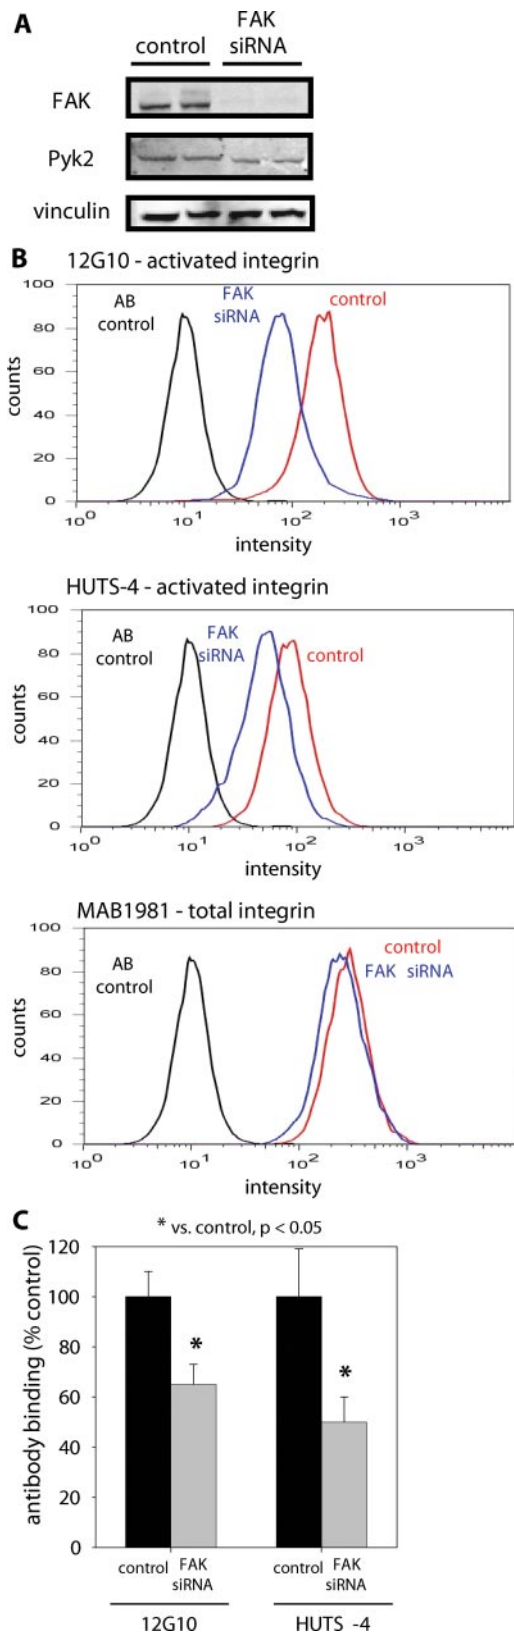 A
control
FAK
siRNA
FAK
Pyk2
vinculin
B
12G10 - activated integrin
100
80
60
40
20
0
counts
AB
control
FAK
siRNA
control
10⁰ 10¹ 10² 10³
intensity
HUTS-4 - activated integrin
100
80
60
40
20
0
counts
AB
control
FAK
siRNA
control
10⁰ 10¹ 10² 10³
intensity
MAB1981 - total integrin
100
80
60
40
20
0
counts
AB
control
control
FAK siRNA
10⁰ 10¹ 10² 10³
intensity
C
* vs. control, p < 0.05
120
100
80
60
40
20
0
antibody binding (% control)
*
*
control FAK siRNA control FAK siRNA
12G10 HUTS -4